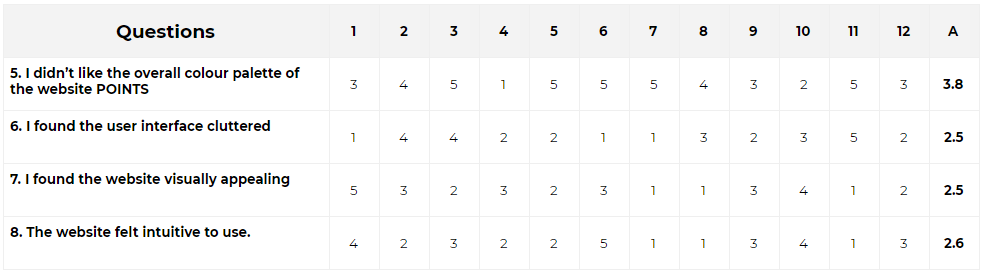 Questions 1 2 3 4 5 6 7 8 9 10 11 12 A
5. I didn’t like the overall colour palette of
the website POINTS
3 4 5 1 5 5 5 4 3 2 5 3 3.8
6. I found the user interface cluttered
1 4 4 2 2 1 1 3 2 3 5 2 2.5
7. I found the website visually appealing
5 3 2 3 2 3 1 1 3 4 1 2 2.5
8. The website felt intuitive to use.
4 2 3 2 2 5 1 1 3 4 1 3 2.6